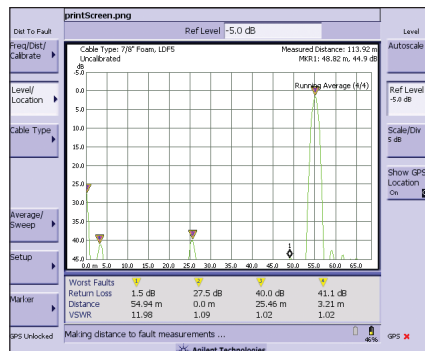 printScreen.png
Dist To Fault
Ref Level -5.0 dB
Level
Freq/Dist/
Calibrate
Level/
Location
Cable Type
Average/
Sweep
Setup
Marker
GPS Unlocked
Cable Type: 7/8" Foam, LDF5
Uncalibrated
Measured Distance: 113.92 m
MKR1: 48.82 m, 44.9 dB
dB
Running Average (4/4)
-5.0
0.0
5.0
10.0
15.0
20.0
25.0
30.0
35.0
40.0
45.0
1
0.0 m 5.0 10.0 15.0 20.0 25.0 30.0 35.0 40.0 45.0 50.0 55.0 60.0 65.0
Worst Faults 1 2 3 4
Return Loss 1.5 dB 27.5 dB 40.0 dB 41.1 dB
Distance 54.94 m 0.0 m 25.46 m 3.21 m
VSWR 11.98 1.09 1.02 1.02
Making distance to fault measurements ...
46%
Agilent Technologies
Autoscale
Ref Level
-5.0 dB
Scale/Div
5 dB
Show GPS
Location
On
GPS